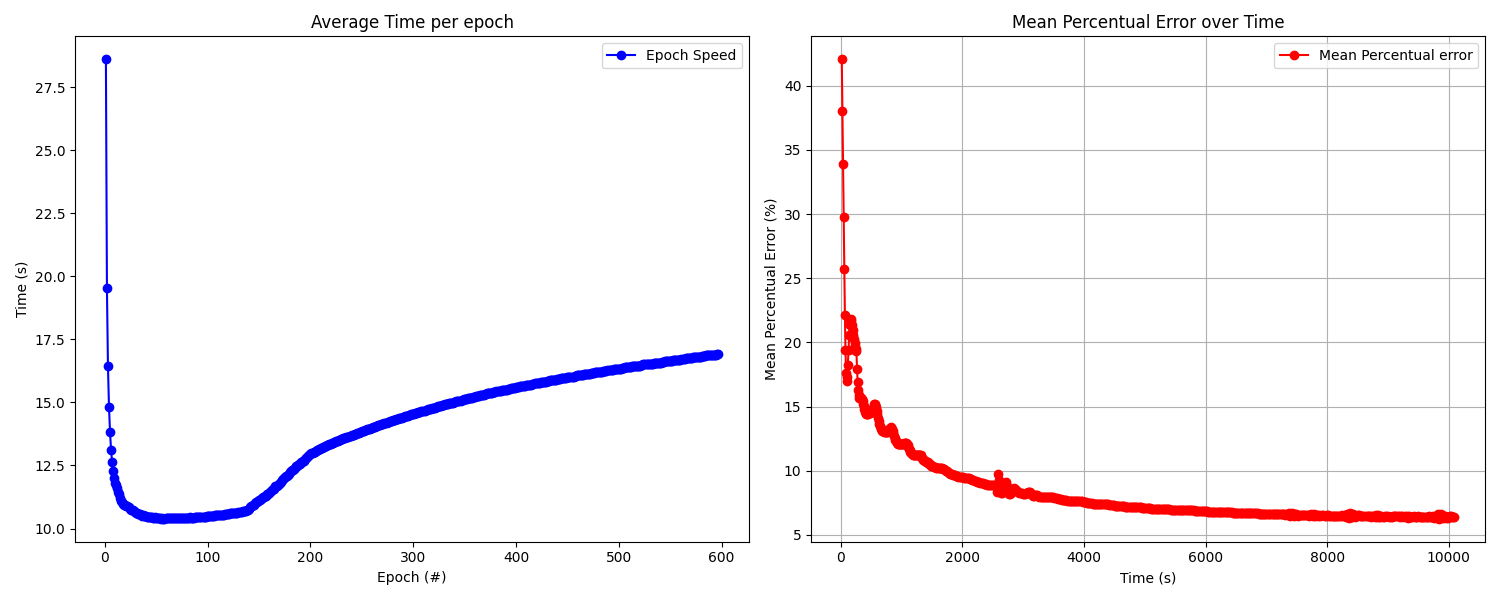 Average Time per epoch
Epoch Speed
27.5
25.0
22.5
20.0
17.5
15.0
12.5
10.0
Time (s)
0 100 200 300 400 500 600
Epoch (#)
Mean Percentual Error over Time
Mean Percentual error
40
35
30
25
20
15
10
5
Mean Percentual Error (%)
0 2000 4000 6000 8000 10000
Time (s)